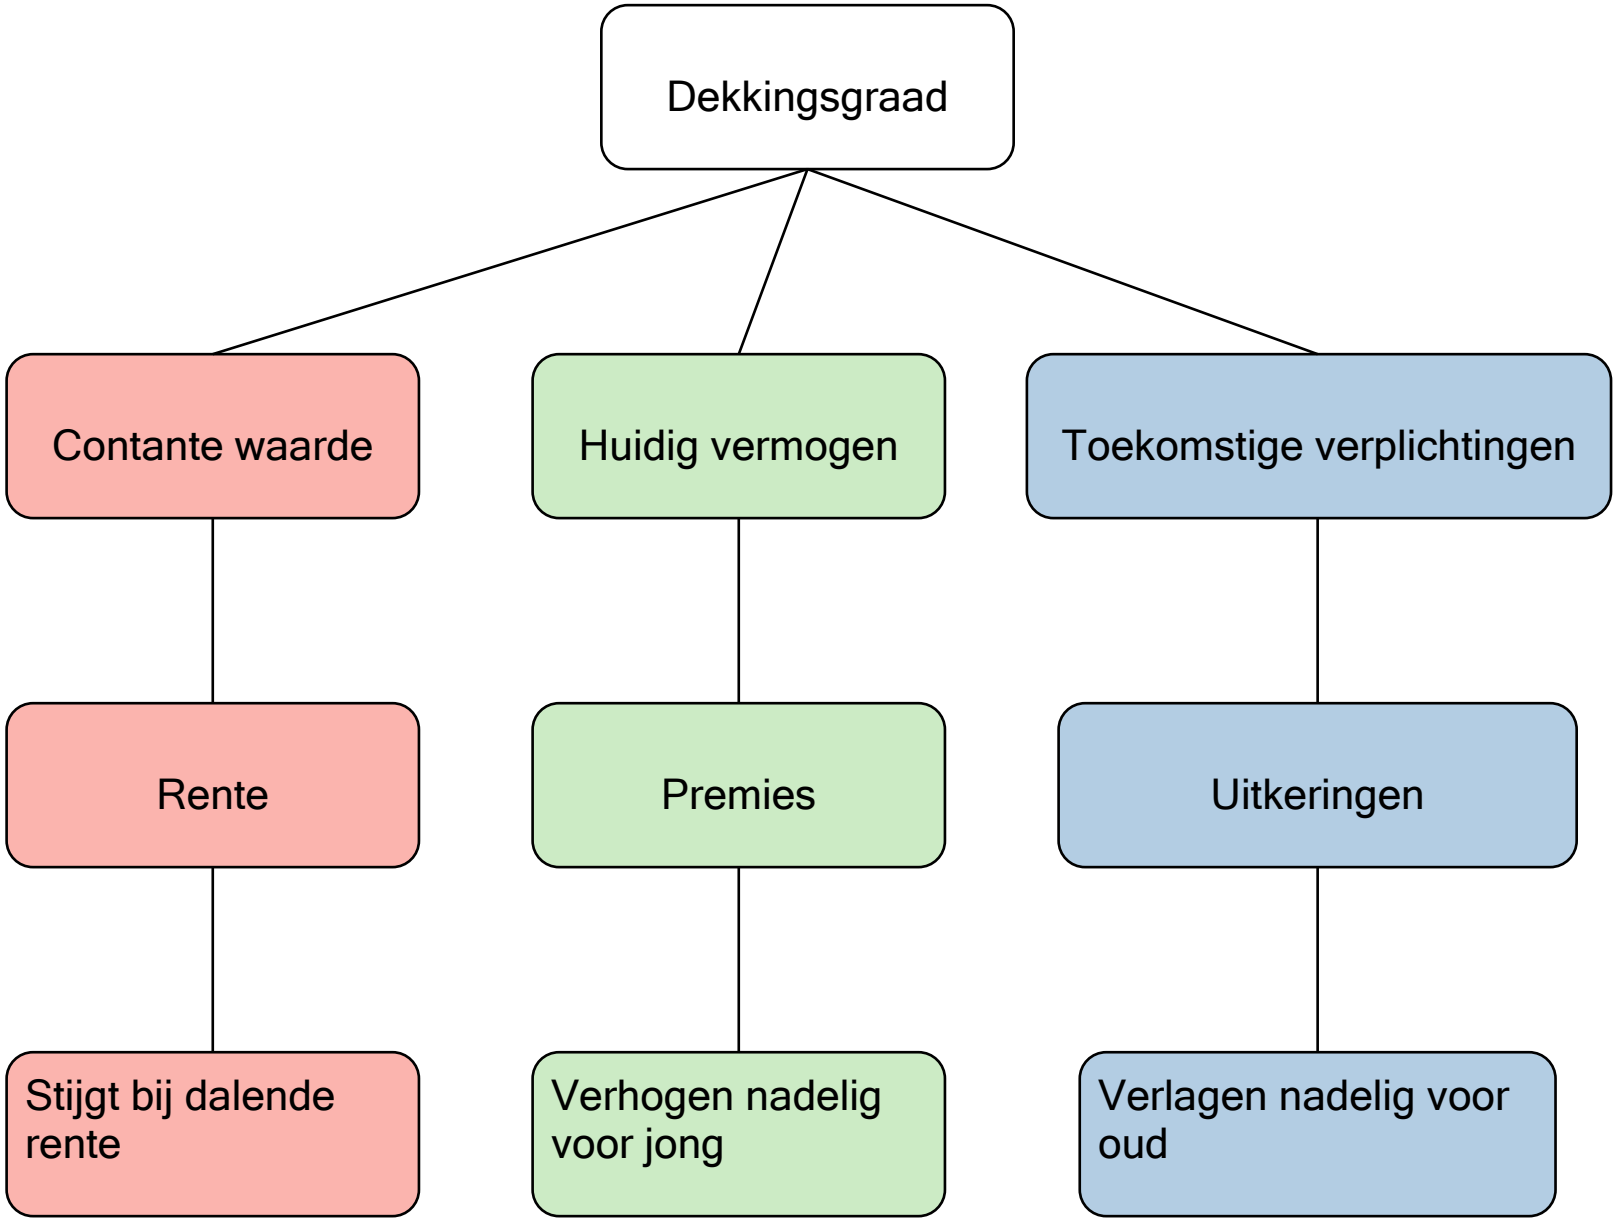 Dekkingsgraad
Contante waarde
Huidig vermogen
Toekomstige verplichtingen
Rente
Premies
Uitkeringen
Stijgt bij dalende
rente
Verhogen nadelig
voor jong
Verlagen nadelig voor
oud